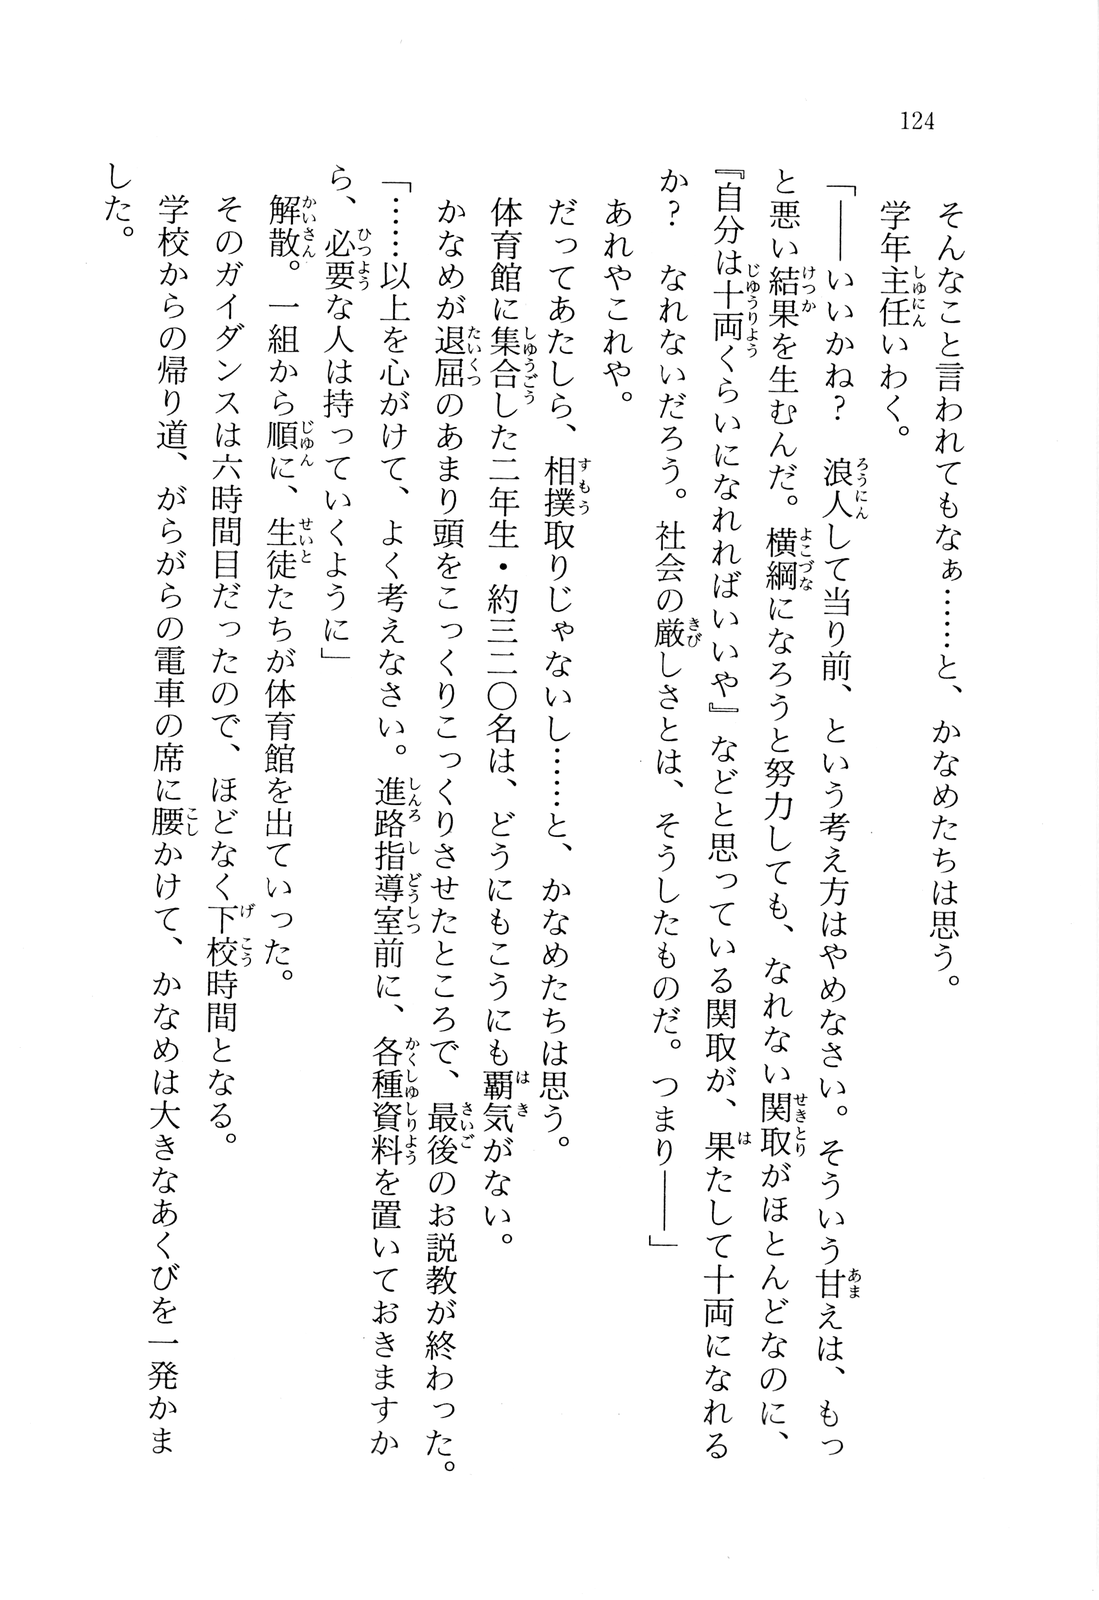 124
そんなこと言われてもなぁ……と、かなめたちは思う。
学年主任いわく。
「――いいかね？　浪人して当り前、という考え方はやめなさい。そういう甘えは、もっ
と悪い結果を生むんだ。横綱になろうと努力しても、なれない関取がほとんどなのに、
『自分は十両くらいになれればいいや』などと思っている関取が、果たして十両になれる
か？　なれないだろう。社会の厳しさとは、そうしたものだ。つまり――」
あれやこれや。
だってあたしら、相撲取りじゃないし……と、かなめたちは思う。
体育館に集合した二年生・約三二〇名は、どうにもこうにも覇気がない。
かなめが退屈のあまり頭をこっくりこっくりさせたところで、最後のお説教が終わった。
「……以上を心がけて、よく考えなさい。進路指導室前に、各種資料を置いておきますか
ら、必要な人は持っていくように」
解散。一組から順に、生徒たちが体育館を出ていった。
そのガイダンスは六時間目だったので、ほどなく下校時間となる。
学校からの帰り道、がらがらの電車の席に腰かけて、かなめは大きなあくびを一発かま
した。